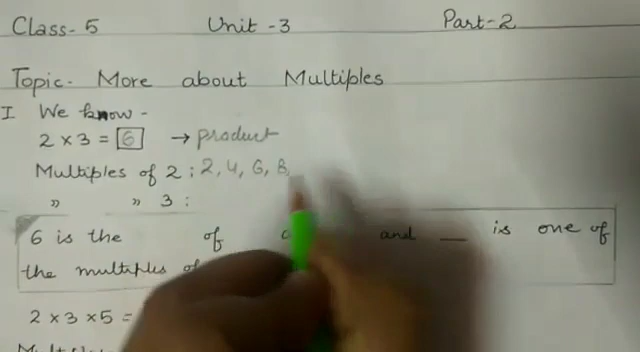 Class- 5 Unit -3 Part-2
Topic- More about Multiples
I We know -
2 × 3 = 6 → product
Multiples of 2 : 2, 4, 6, 8,
" " 3 :
6 is the of and __ is one of
the multiples of
2 × 3 × 5 =